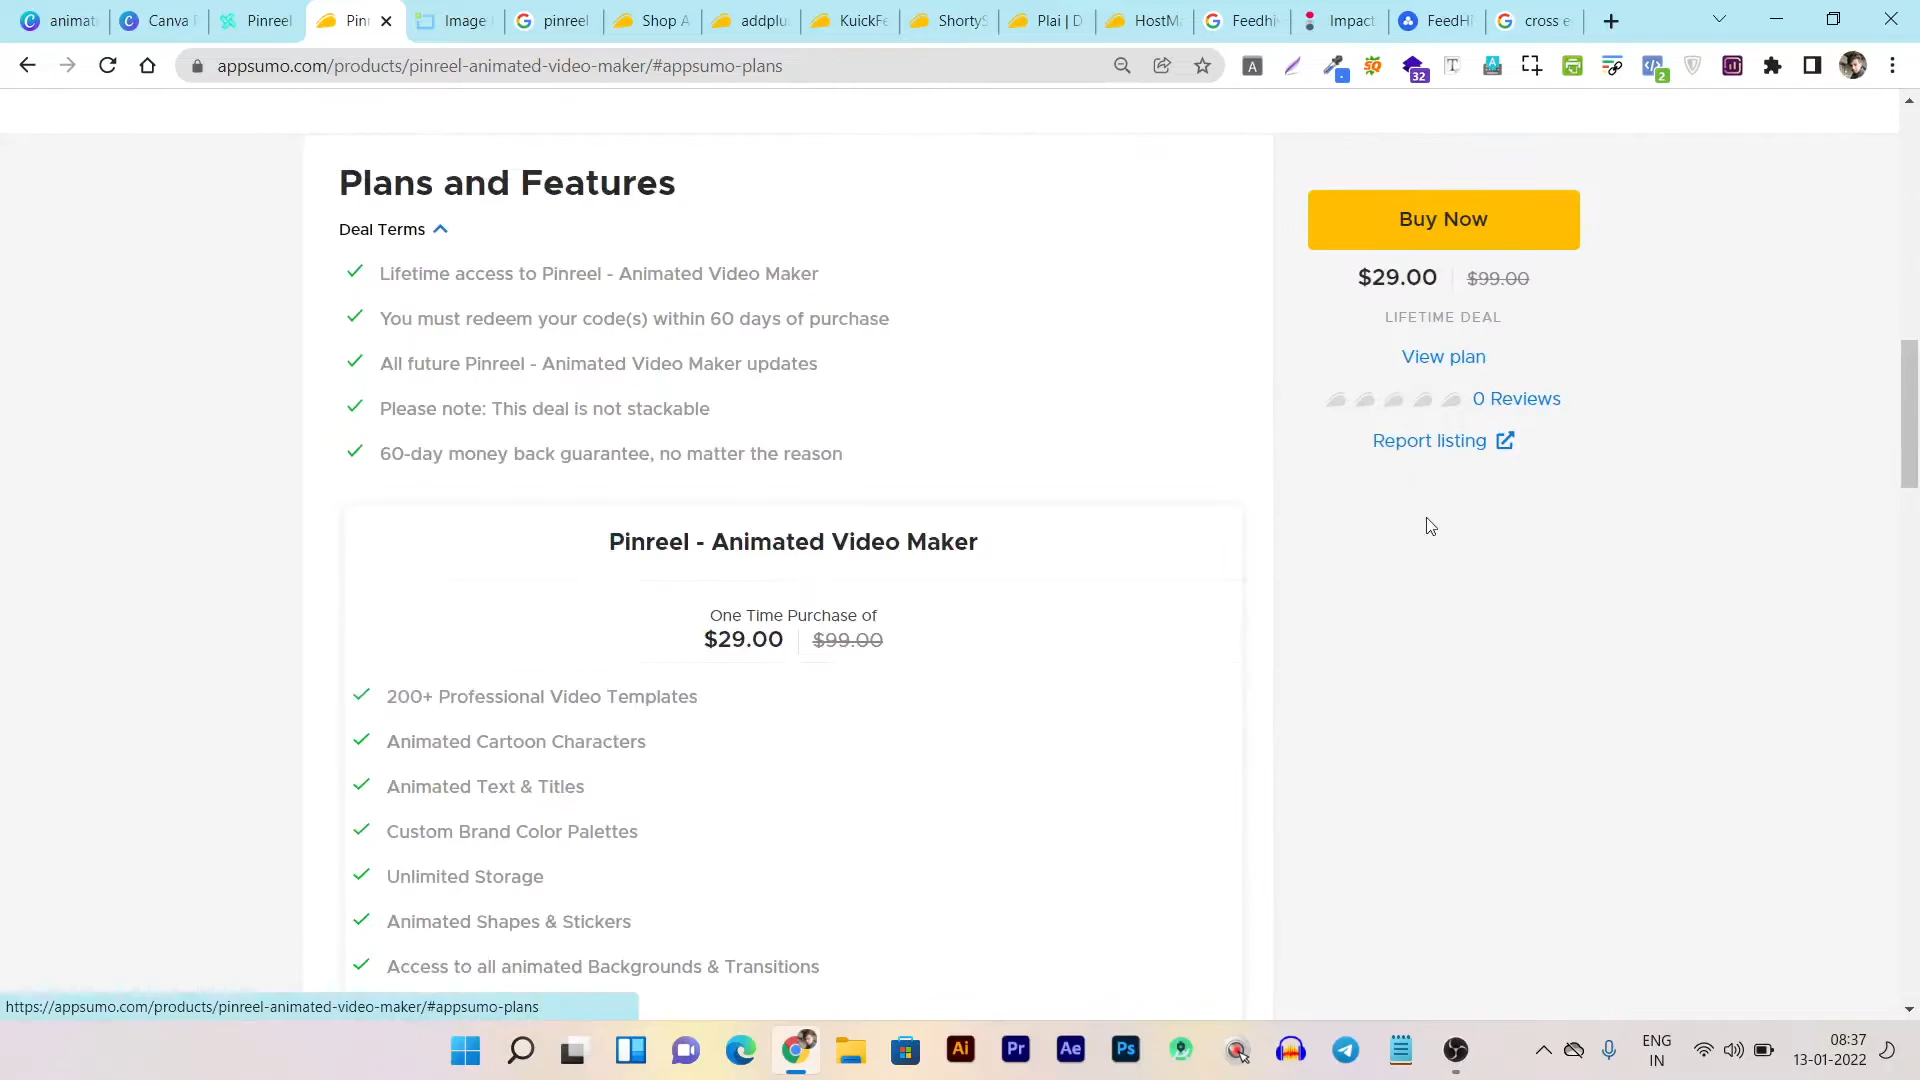 animat
Canva
Pinreel
Pin
Image
pinreel
Shop A
addplu
KuickFe
ShortyS
Plai | D
HostM
Feedhi
Impact
FeedHi
cross e
appsumo.com/products/pinreel-animated-video-maker/#appsumo-plans
32
2
Plans and Features
Deal Terms
Lifetime access to Pinreel - Animated Video Maker
You must redeem your code(s) within 60 days of purchase
All future Pinreel - Animated Video Maker updates
Please note: This deal is not stackable
60-day money back guarantee, no matter the reason
Buy Now
$29.00 $99.00
LIFETIME DEAL
View plan
0 Reviews
Report listing
Pinreel - Animated Video Maker
One Time Purchase of
$29.00 $99.00
200+ Professional Video Templates
Animated Cartoon Characters
Animated Text & Titles
Custom Brand Color Palettes
Unlimited Storage
Animated Shapes & Stickers
Access to all animated Backgrounds & Transitions
https://appsumo.com/products/pinreel-animated-video-maker/#appsumo-plans
Ai
Pr
Ae
Ps
ENG
IN
08:37
13-01-2022